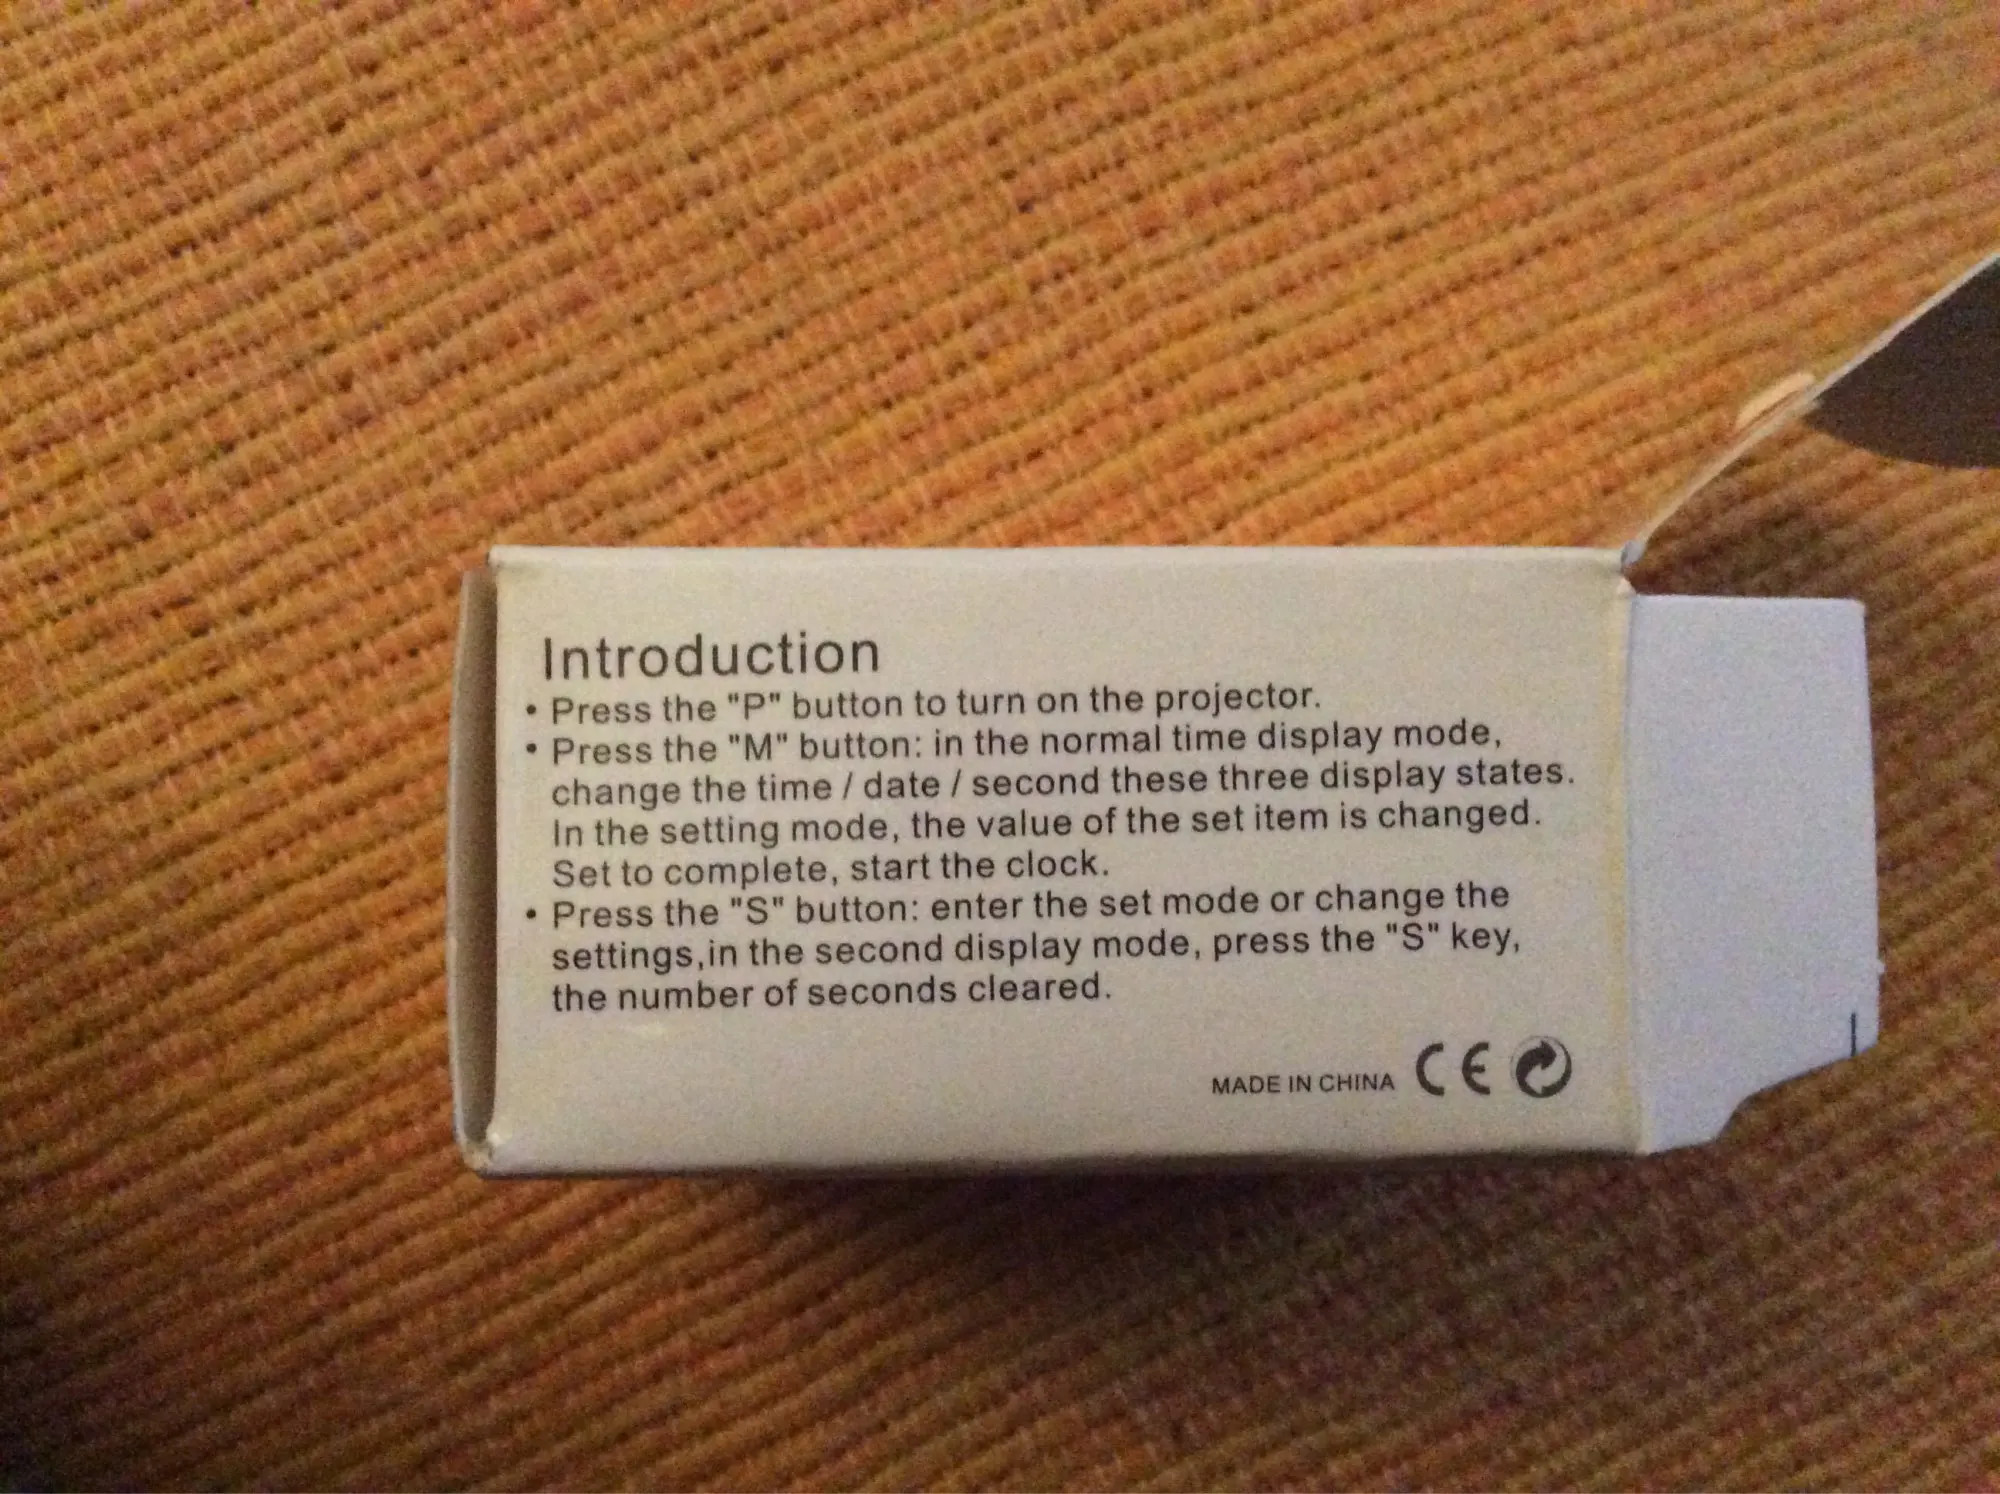 Introduction
• Press the "P" button to turn on the projector.
• Press the "M" button: in the normal time display mode,
change the time / date / second these three display states.
In the setting mode, the value of the set item is changed.
Set to complete, start the clock.
• Press the "S" button: enter the set mode or change the
settings,in the second display mode, press the "S" key,
the number of seconds cleared.
MADE IN CHINA CE